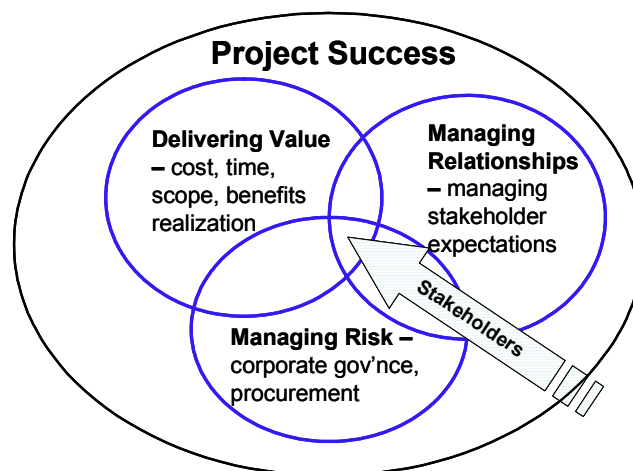 Project Success
Delivering Value
– cost, time,
scope, benefits
realization
Managing
Relationships
– managing
stakeholder
expectations
Managing Risk –
corporate gov'nce,
procurement
Stakeholders